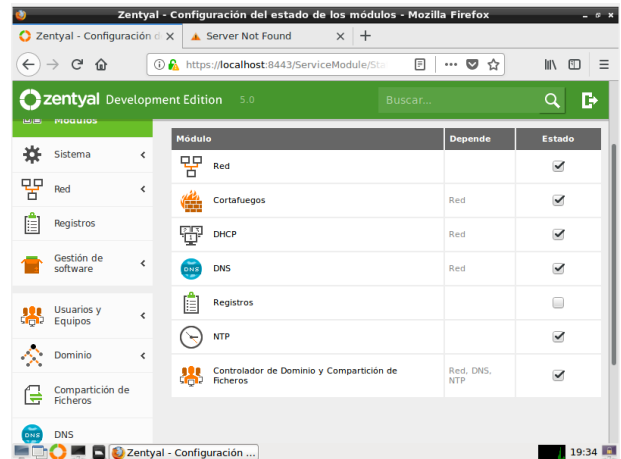 Zentyal - Configuración del estado de los módulos - Mozilla Firefox
Zentyal - Configuración d
Server Not Found
https://localhost:8443/ServiceModule/Sta
zentyal Development Edition 5.0
Buscar...
Módulos
Sistema
Red
Registros
Gestión de
software
Usuarios y
Equipos
Dominio
Compartición de
Ficheros
DNS
DNS
Módulo Depende Estado
Red
Cortafuegos Red
DHCP Red
DNS
DNS Red
Registros
NTP
Controlador de Dominio y Compartición de
Ficheros
Red, DNS,
NTP
Zentyal - Configuración ...
19:34